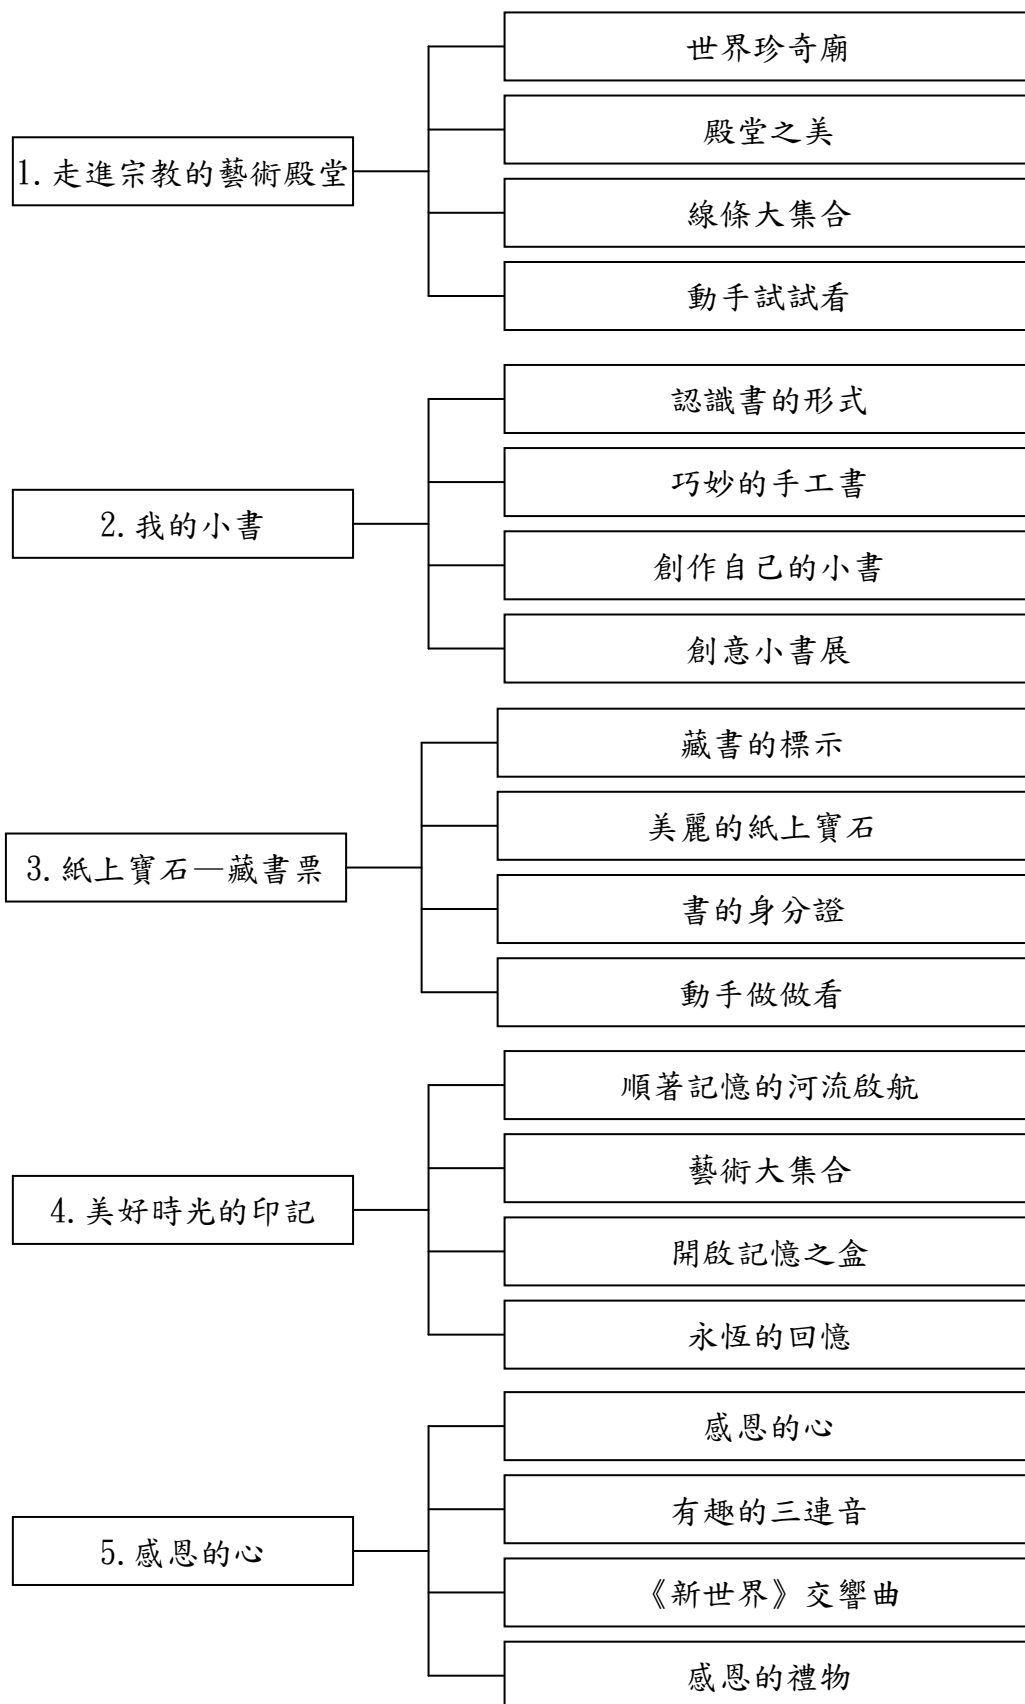 1.走進宗教的藝術殿堂
世界珍奇廟
殿堂之美
線條大集合
動手試試看
2.我的小書
認識書的形式
巧妙的手工書
創作自己的小書
創意小書展
3.紙上寶石—藏書票
藏書的標示
美麗的紙上寶石
書的身分證
動手做做看
4.美好時光的印記
順著記憶的河流啟航
藝術大集合
開啟記憶之盒
永恆的回憶
5.感恩的心
感恩的心
有趣的三連音
《新世界》交響曲
感恩的禮物